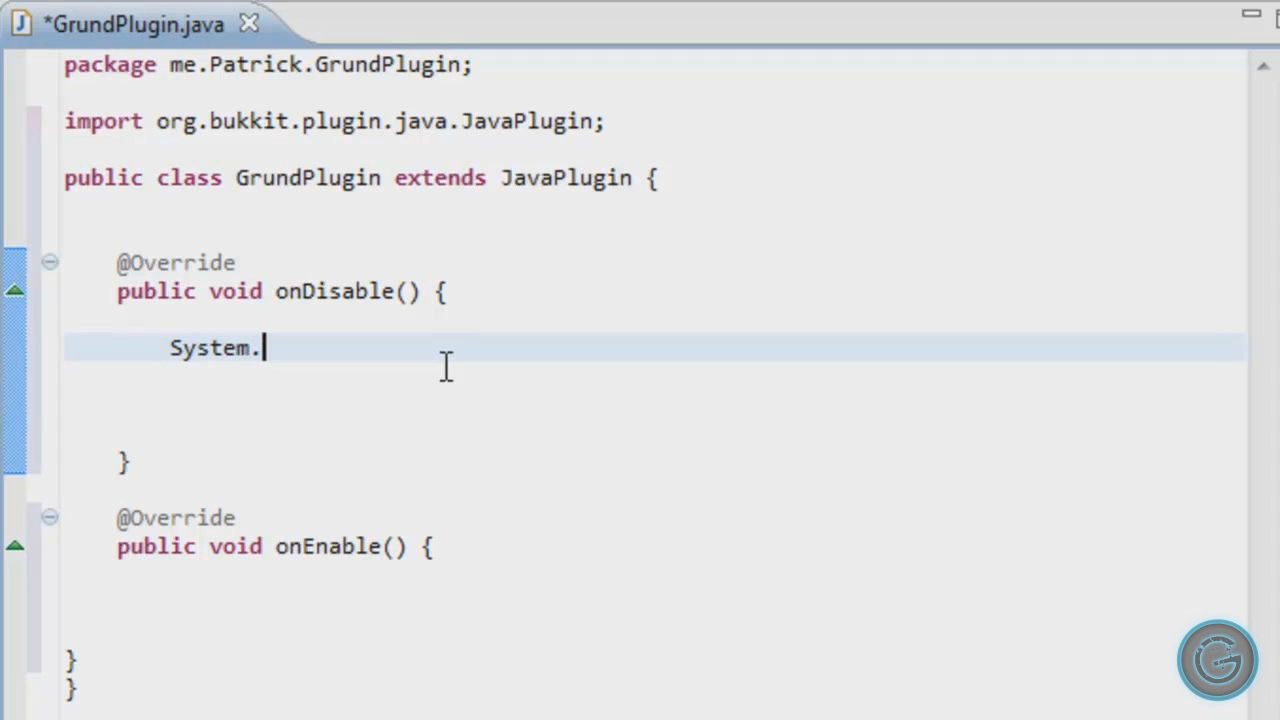 *GrundPlugin.java
package me.Patrick.GrundPlugin;
import org.bukkit.plugin.java.JavaPlugin;
public class GrundPlugin extends JavaPlugin {
@Override
public void onDisable() {
System.
}
@Override
public void onEnable() {
}
}